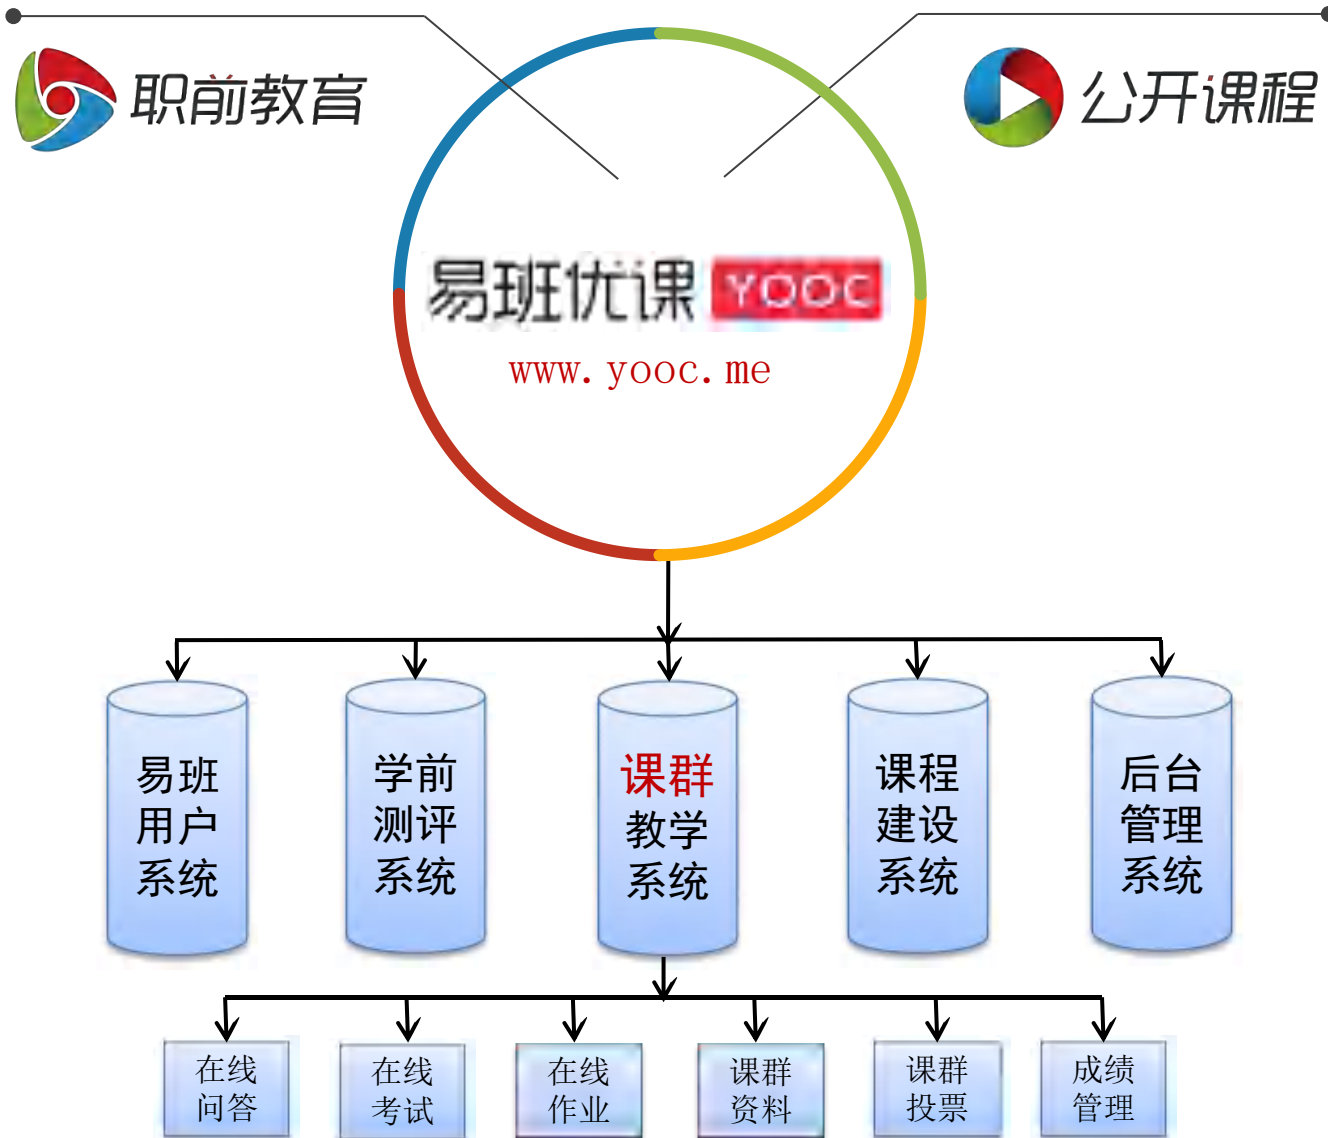 职前教育
公开课程
易班优课 YOOC
www.yooc.me
易班
用户
系统
学前
测评
系统
课群
教学
系统
课程
建设
系统
后台
管理
系统
在线
问答
在线
考试
在线
作业
课群
资料
课群
投票
成绩
管理